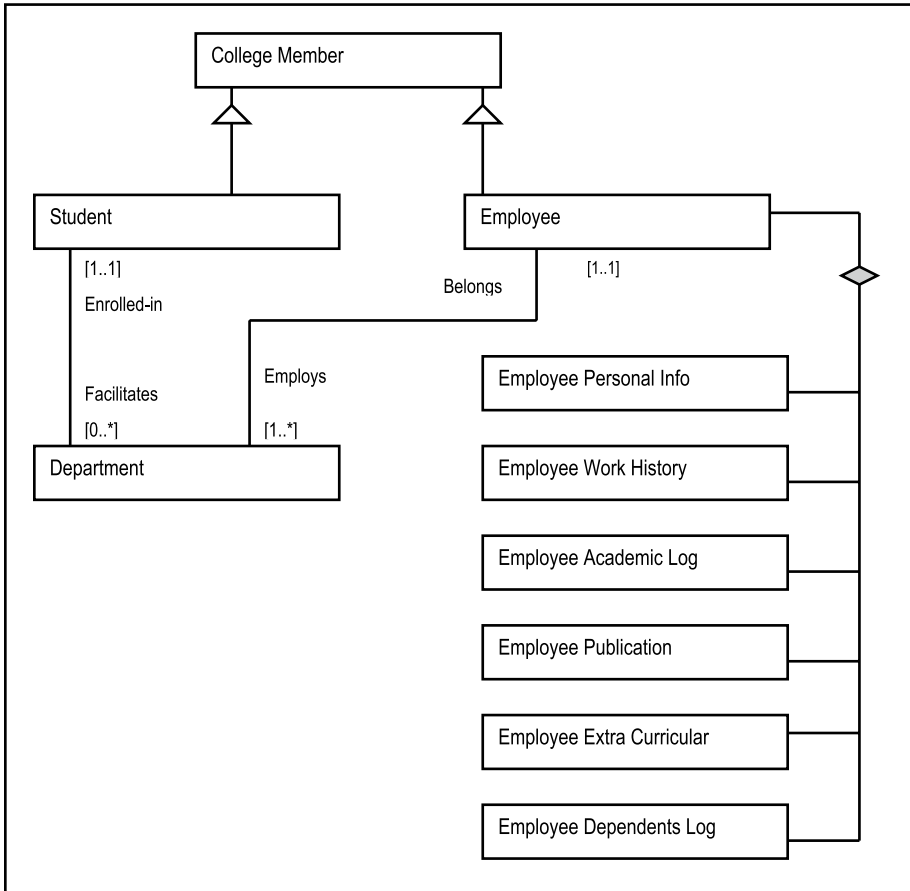 College Member
Student
Employee
[1..1]
Enrolled-in
Belongs
[1..1]
Facilitates
[0..*]
Employs
[1..*]
Department
Employee Personal Info
Employee Work History
Employee Academic Log
Employee Publication
Employee Extra Curricular
Employee Dependents Log